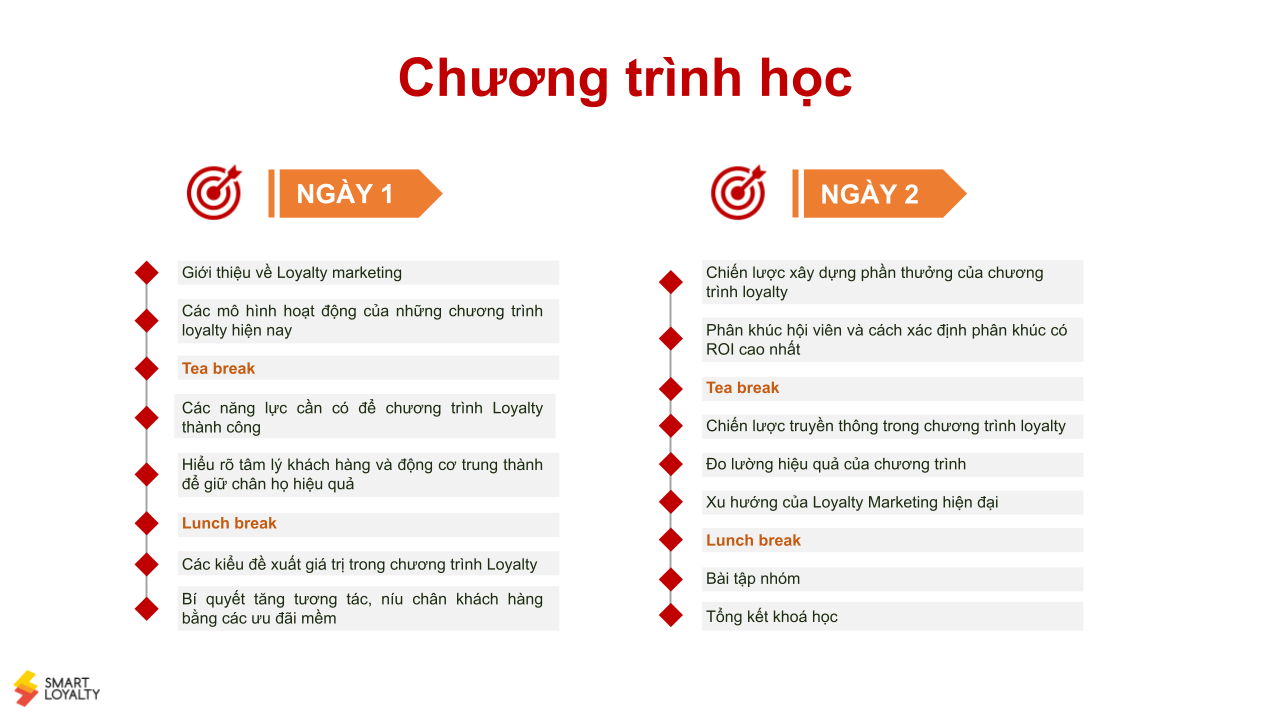 Chương trình học
NGÀY 1
Giới thiệu về Loyalty marketing
Các mô hình hoạt động của những chương trình
loyalty hiện nay
Tea break
Các năng lực cần có để chương trình Loyalty
thành công
Hiểu rõ tâm lý khách hàng và động cơ trung thành
để giữ chân họ hiệu quả
Lunch break
Các kiểu đề xuất giá trị trong chương trình Loyalty
Bí quyết tăng tương tác, níu chân khách hàng
bằng các ưu đãi mềm
NGÀY 2
Chiến lược xây dựng phần thưởng của chương
trình loyalty
Phân khúc hội viên và cách xác định phân khúc có
ROI cao nhất
Tea break
Chiến lược truyền thông trong chương trình loyalty
Đo lường hiệu quả của chương trình
Xu hướng của Loyalty Marketing hiện đại
Lunch break
Bài tập nhóm
Tổng kết khoá học
SMART
LOYALTY